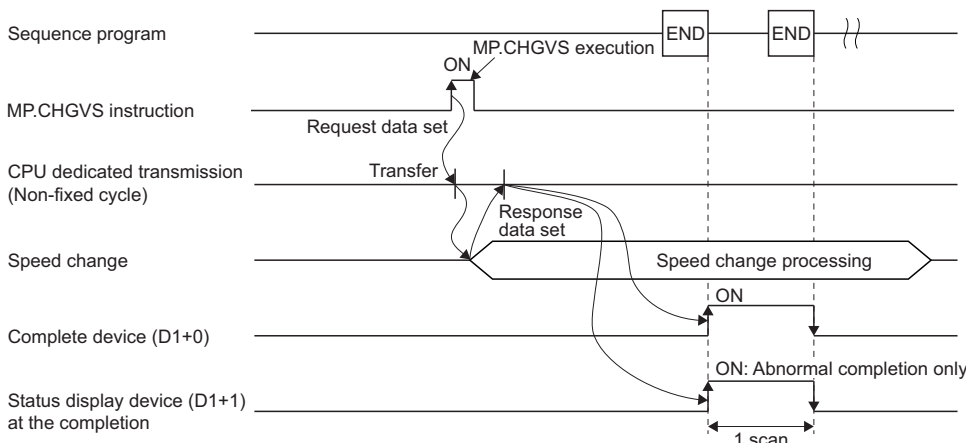 Sequence program
END
END
MP.CHGVS execution
ON
MP.CHGVS instruction
Request data set
CPU dedicated transmission
(Non-fixed cycle)
Transfer
Response
data set
Speed change
Speed change processing
ON
Complete device (D1+0)
ON: Abnormal completion only
Status display device (D1+1)
at the completion
1 scan